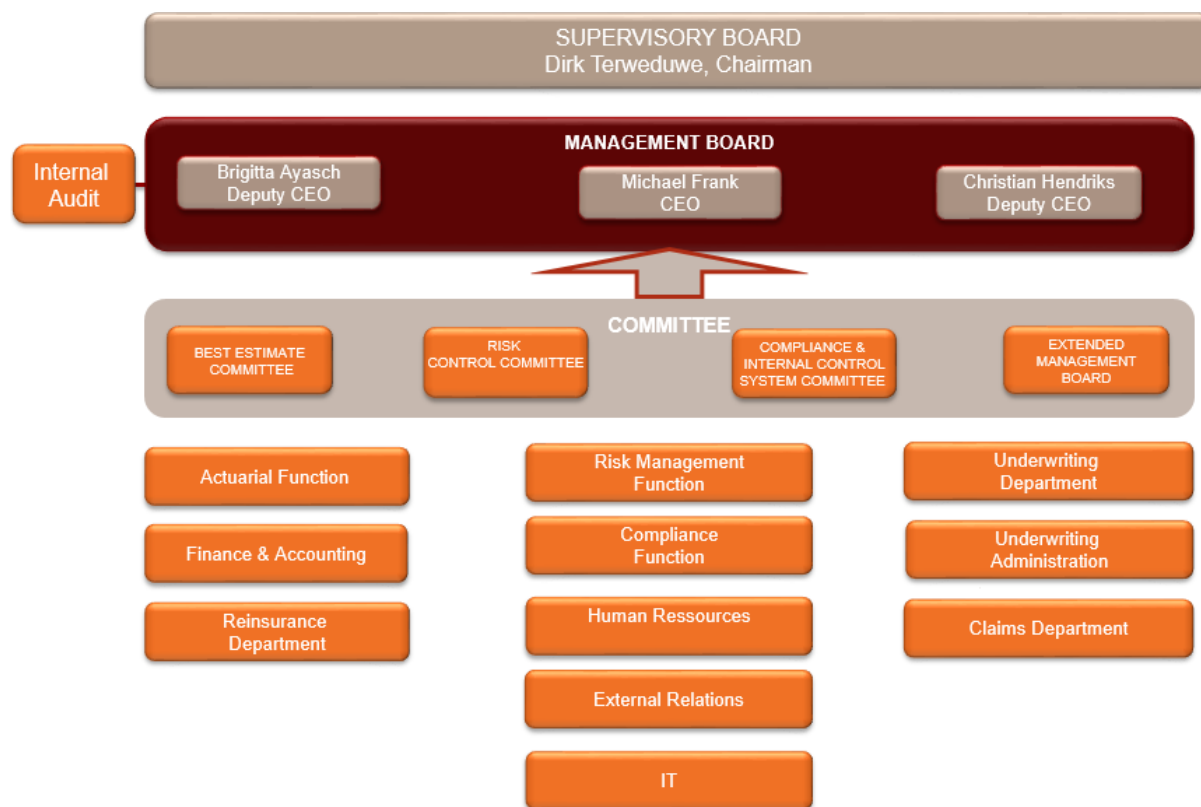 SUPERVISORY BOARD
Dirk Terweduwe, Chairman
MANAGEMENT BOARD
Internal
Audit
Brigitta Ayasch
Deputy CEO
Michael Frank
CEO
Christian Hendriks
Deputy CEO
COMMITTEE
BEST ESTIMATE
COMMITTEE
RISK
CONTROL COMMITTEE
COMPLIANCE &
INTERNAL CONTROL
SYSTEM COMMITTEE
EXTENDED
MANAGEMENT
BOARD
Actuarial Function
Risk Management
Function
Underwriting
Department
Finance & Accounting
Compliance
Function
Underwriting
Administration
Reinsurance
Department
Human Ressources
Claims Department
External Relations
IT